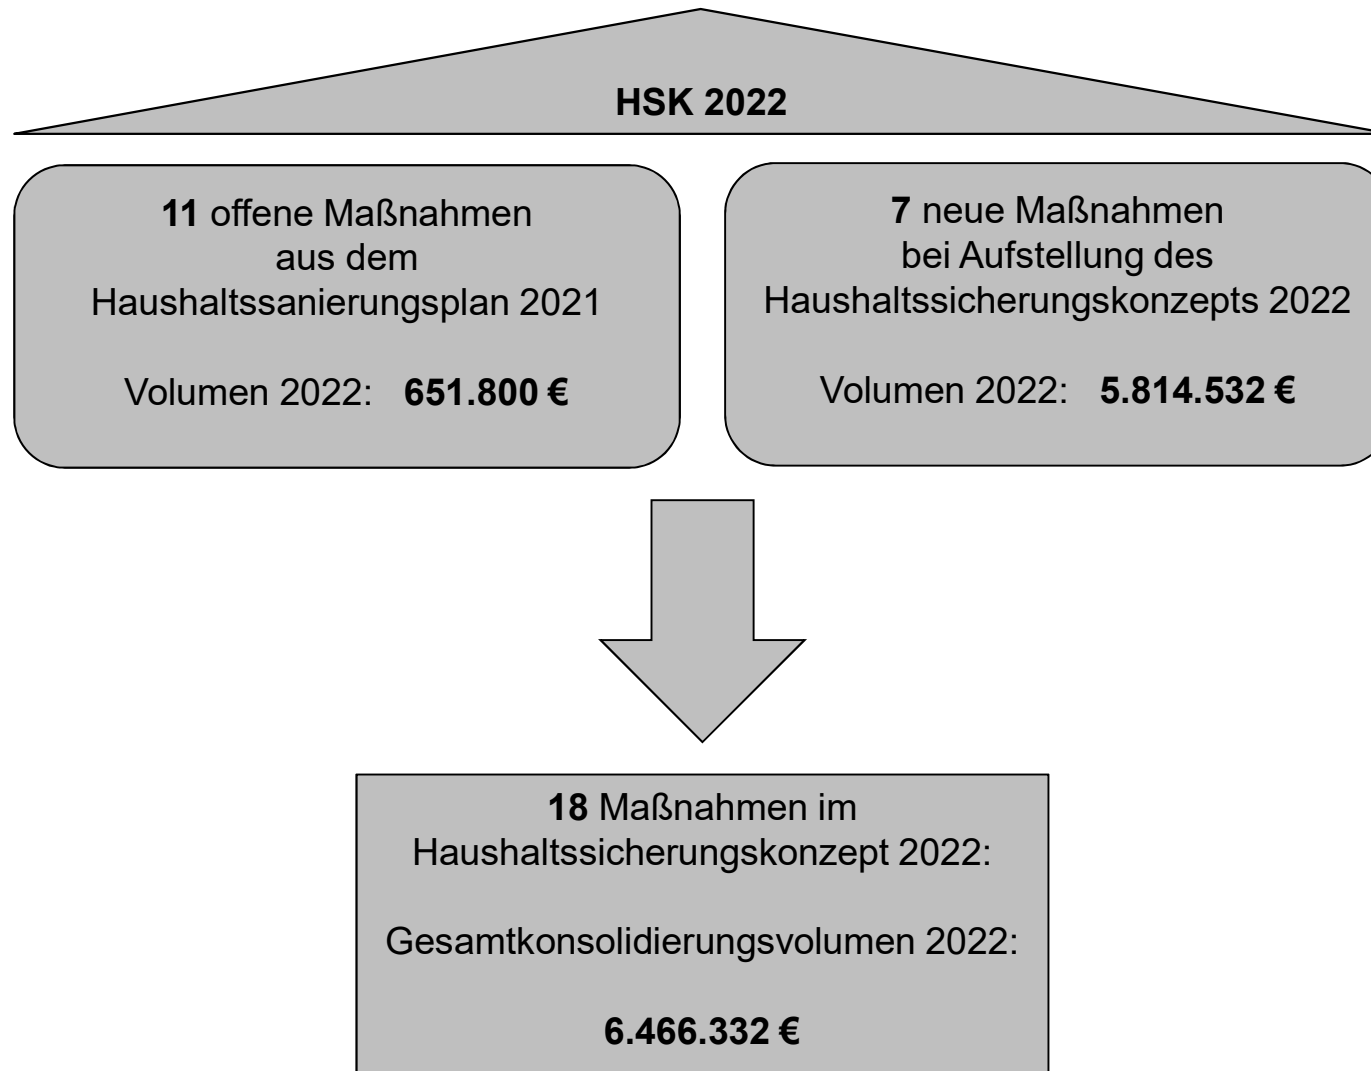 HSK 2022
11 offene Maßnahmen
aus dem
Haushaltssanierungsplan 2021
Volumen 2022: 651.800 €
7 neue Maßnahmen
bei Aufstellung des
Haushaltssicherungskonzepts 2022
Volumen 2022: 5.814.532 €
18 Maßnahmen im
Haushaltssicherungskonzept 2022:
Gesamtkonsolidierungsvolumen 2022:
6.466.332 €